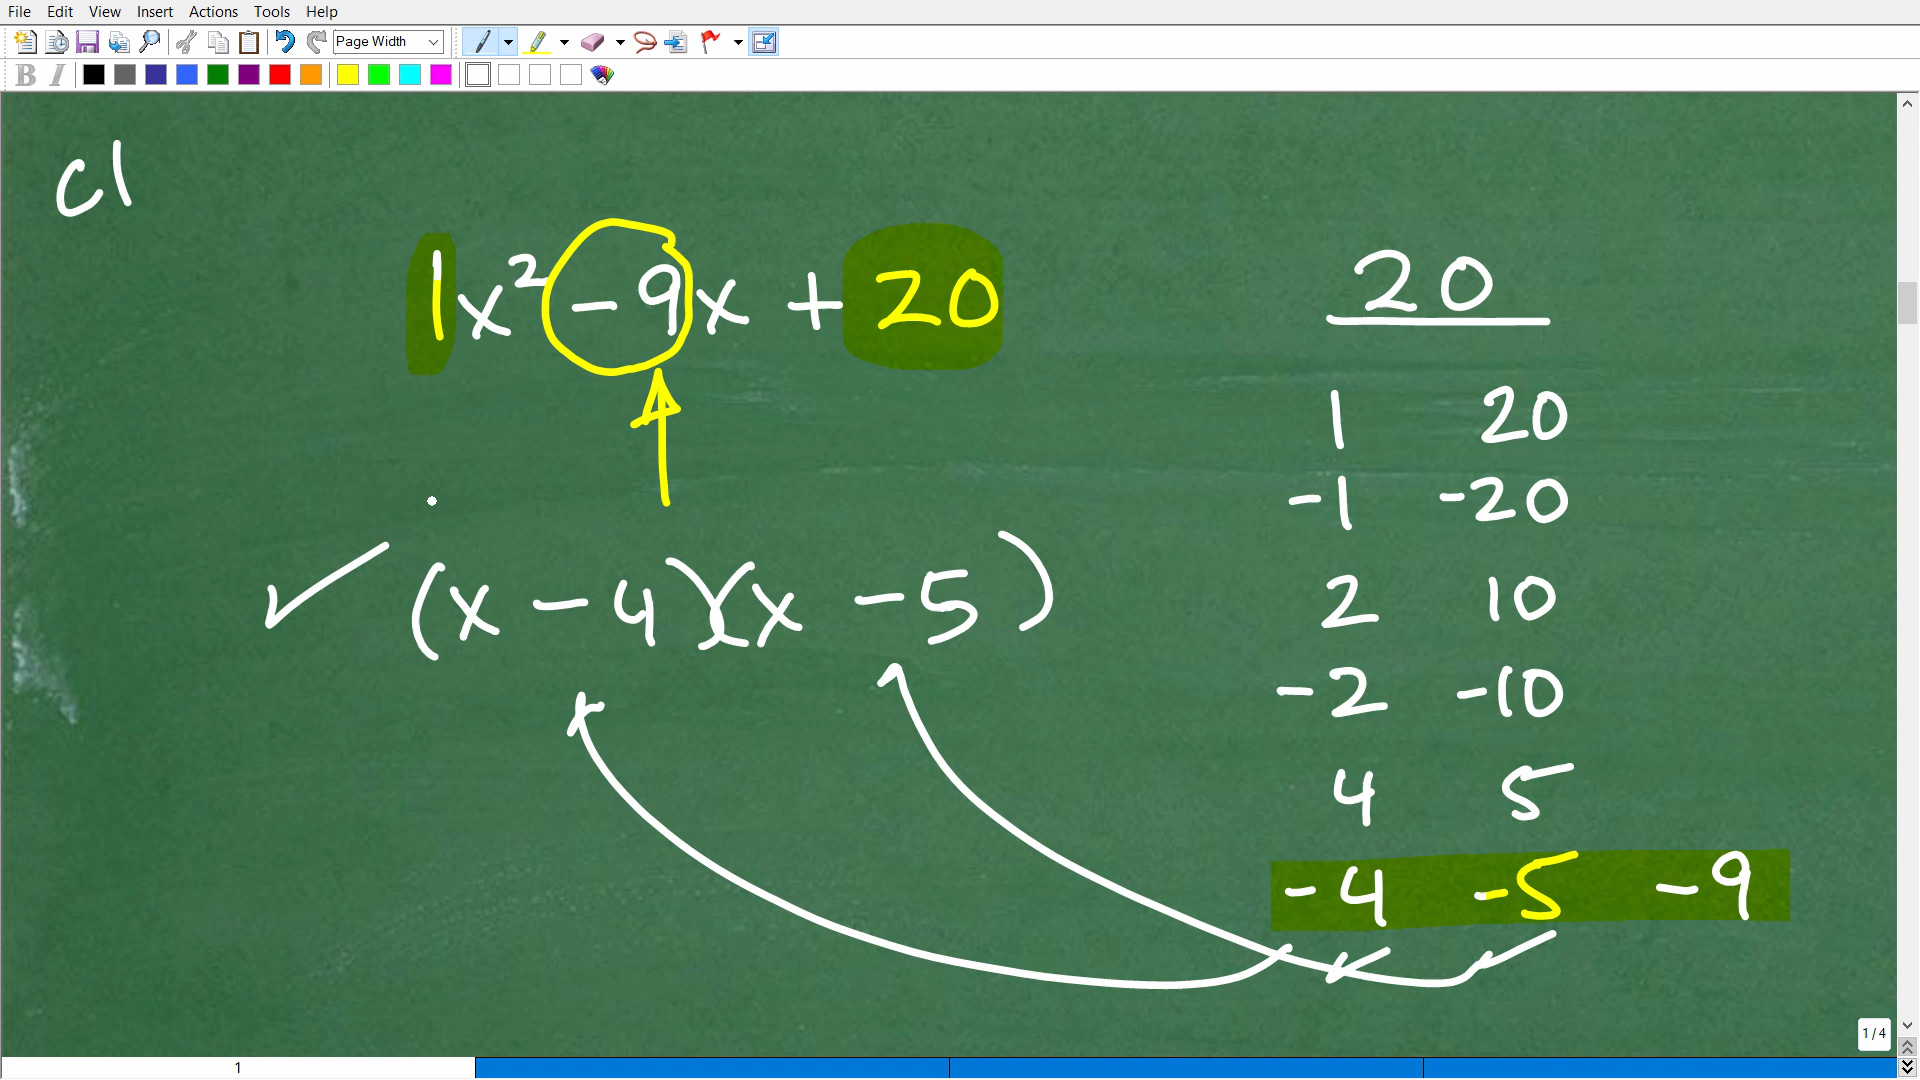 File Edit View Insert Actions Tools Help
Page Width
B I
c)
1x² - 9x + 20
(x - 4)(x - 5)
20
1 20
-1 -20
2 10
-2 -10
4 5
-4 -5 -9
1 / 4
1